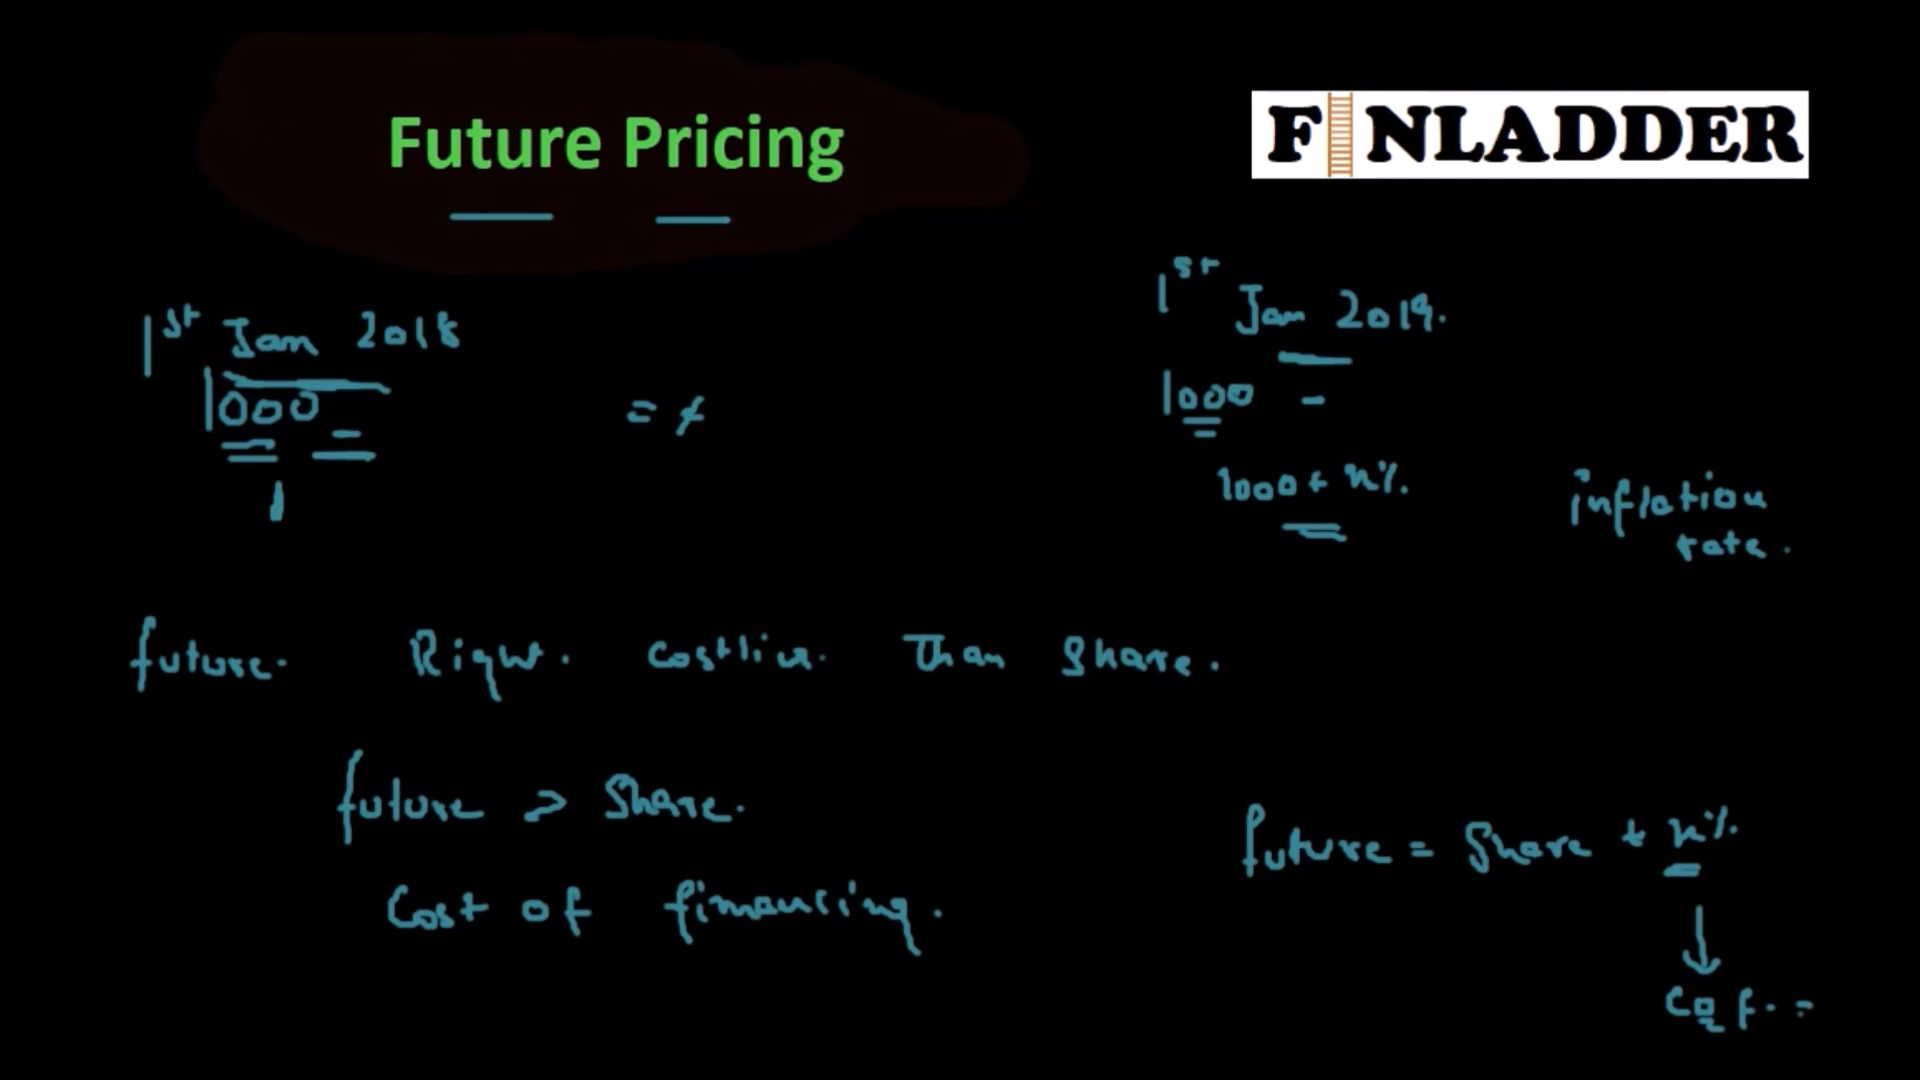 Future Pricing
FINLADDER
1st Jan 2018
1000
= ≠
1st Jan 2019.
1000 -
1000 + x%.
inflation
rate.
future. Right. costlier. Than Share.
future > Share.
Cost of financing.
future = Share + x%.